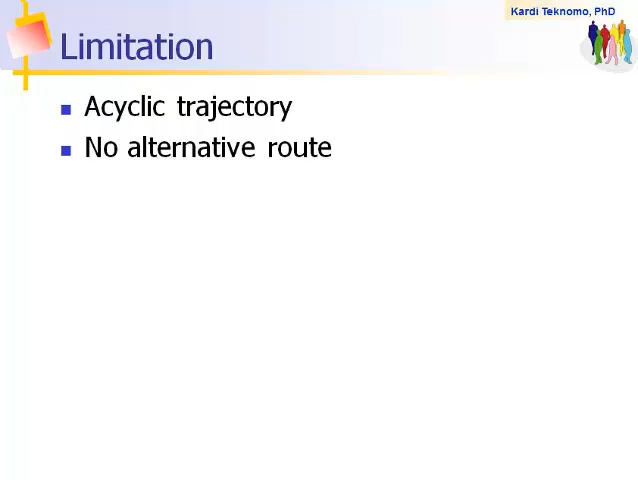 Kardi Teknomo, PhD
Limitation
Acyclic trajectory
No alternative route